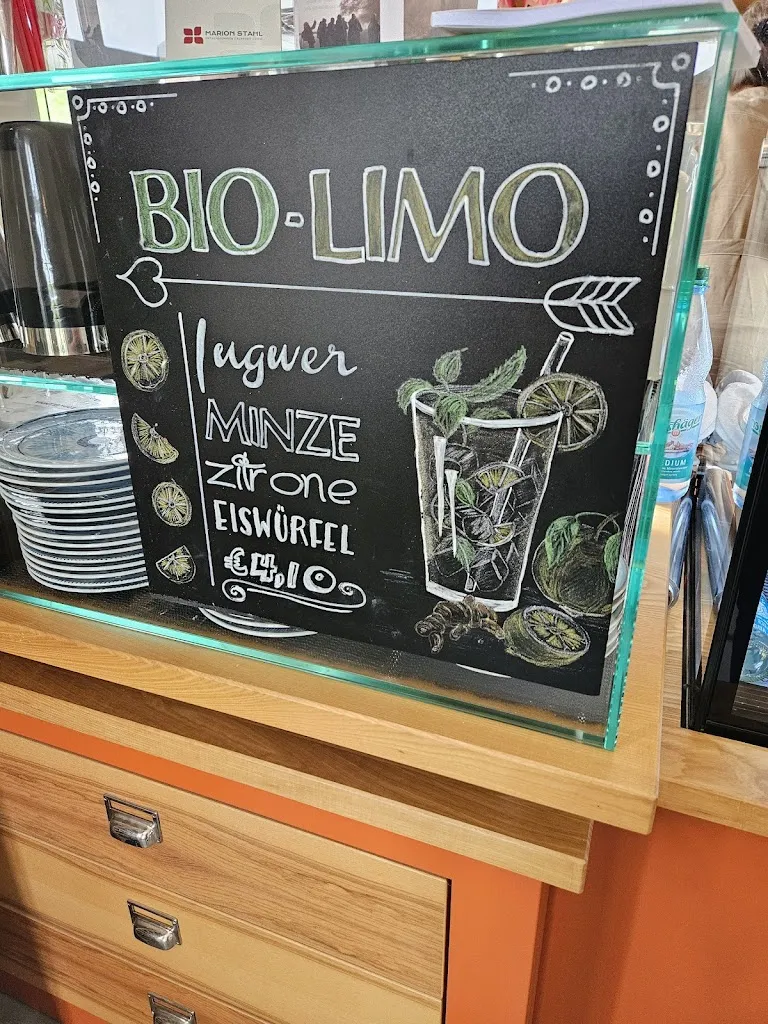 MARION STAHL
BIO-LIMO
Ingwer
MINZE
zitrone
EISWÜRFEL
€ 4,10